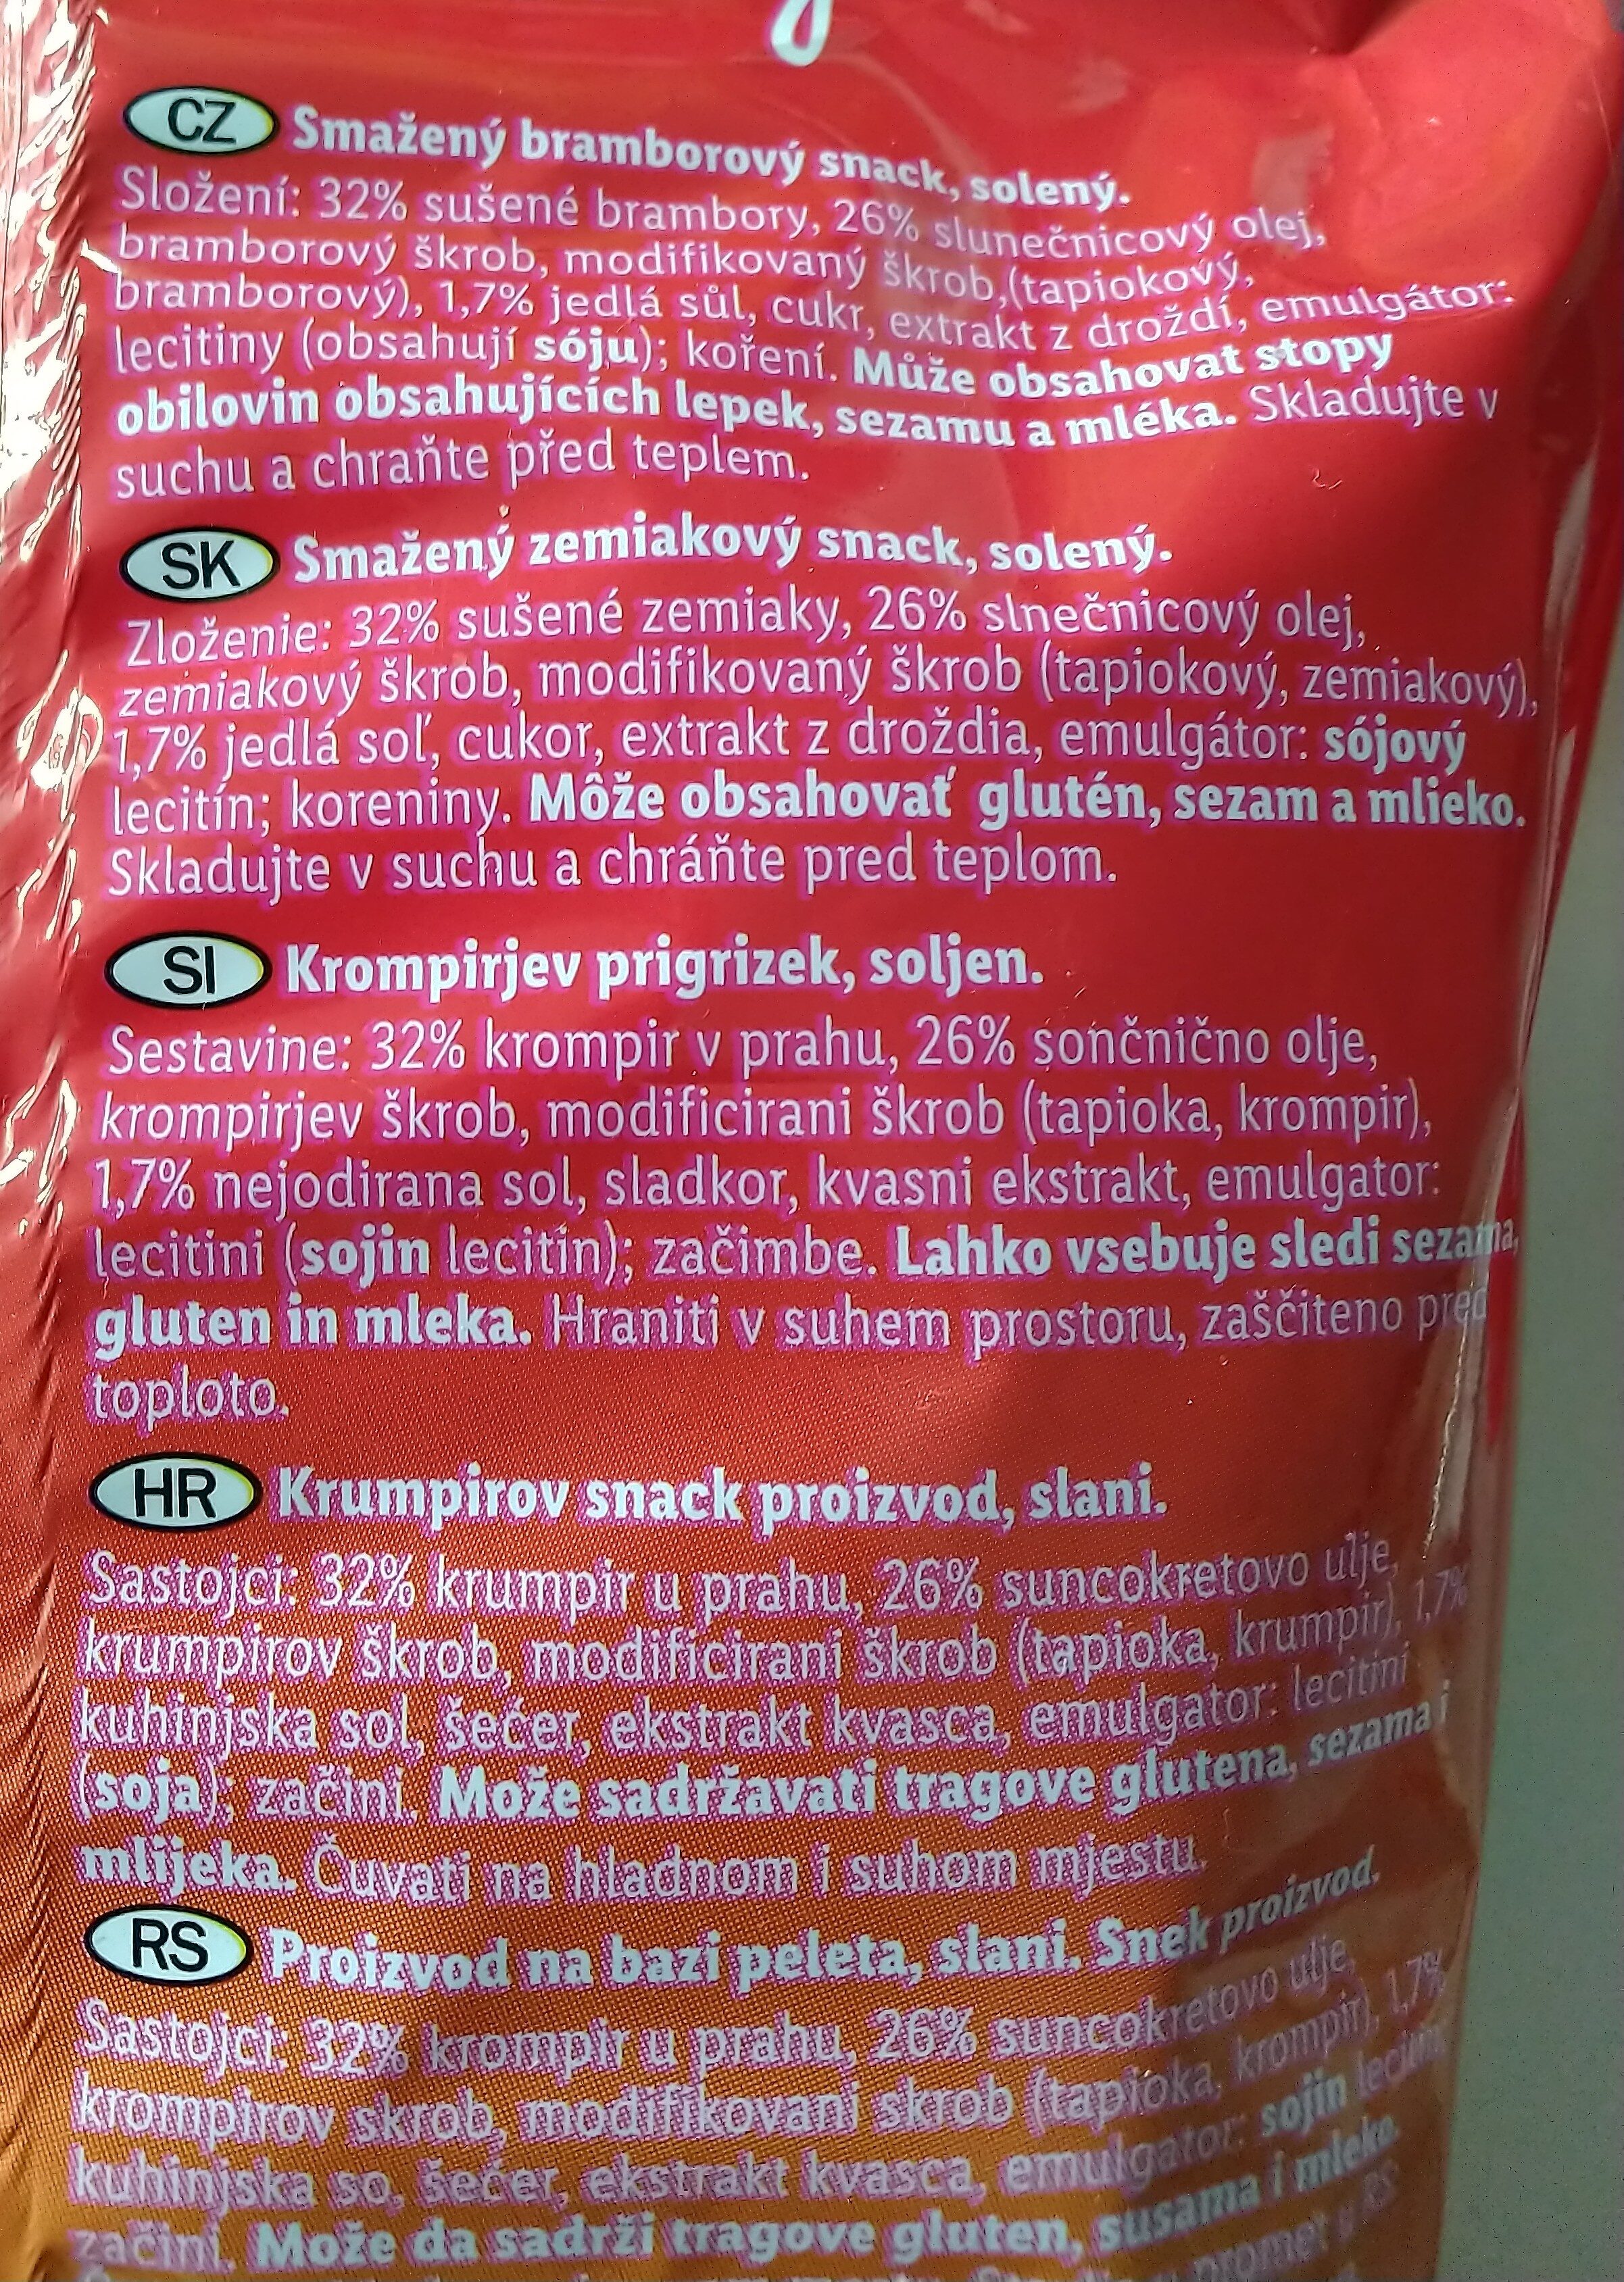 CZ Smažený bramborový snack, solený.
Složení: 32% sušené brambory, 26% slunečnicový olej,
bramborový škrob, modifikovaný škrob,(tapiokový,
bramborový), 1,7% jedlá sůl, cukr, extrakt z droždí, emulgátor:
lecitiny (obsahují sóju); koření. Může obsahovat stopy
obilovin obsahujících lepek, sezamu a mléka. Skladujte v
suchu a chraňte před teplem.
SK Smažený zemiakový snack, solený.
Zloženie: 32% sušené zemiaky, 26% slnečnicový olej,
zemiakový škrob, modifikovaný škrob (tapiokový, zemiakový),
1,7% jedlá soľ, cukor, extrakt z droždia, emulgátor: sójový
lecitín; koreniny. Môže obsahovať glutén, sezam a mlieko.
Skladujte v suchu a chráňte pred teplom.
SI Krompirjev prigrizek, soljen.
Sestavine: 32% krompir v prahu, 26% sončnično olje,
krompirjev škrob, modificirani škrob (tapioka, krompir),
1,7% nejodirana sol, sladkor, kvasni ekstrakt, emulgator:
lecitini (sojin lecitin); začimbe. Lahko vsebuje sledi sezama,
gluten in mleka. Hraniti v suhem prostoru, zaščiteno pred
toploto.
HR Krumpirov snack proizvod, slani.
Sastojci: 32% krumpir u prahu, 26% suncokretovo ulje,
krumpirov škrob, modificirani škrob (tapioka, krumpir), 1,7%
kuhinjska sol, šećer, ekstrakt kvasca, emulgator: lecitini
(soja); začini. Može sadržavati tragove glutena, sezama i
mlijeka. Čuvati na hladnom i suhom mjestu.
RS Proizvod na bazi peleta, slani. Snek proizvod.
Sastojci: 32% krompir u prahu, 26% suncokretovo ulje,
krompirov skrob, modifikovani skrob (tapioka, krompir), 1,7%
kuhinjska so, šećer, ekstrakt kvasca, emulgator: sojin
začini. Može da sadrži tragove gluten, susama i mleko.
promet RS